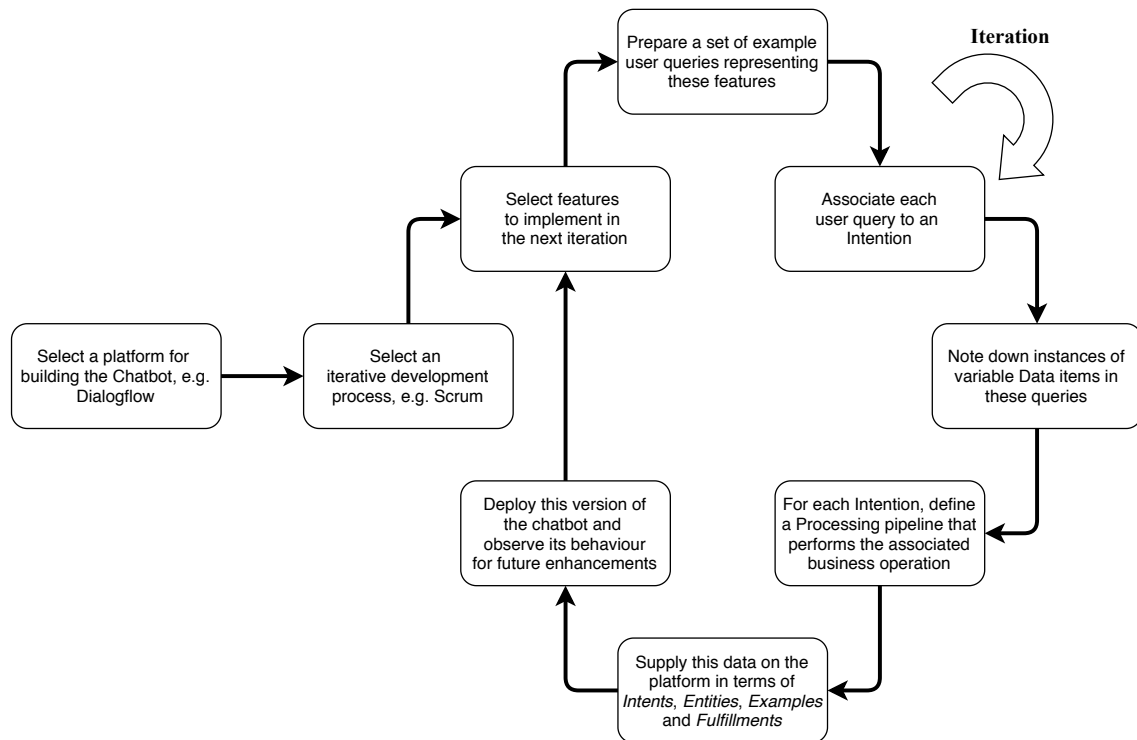 Prepare a set of example
user queries representing
these features
Iteration
Select features
to implement in
the next iteration
Associate each
user query to an
Intention
Select a platform for
building the Chatbot, e.g.
Dialogflow
Select an
iterative development
process, e.g. Scrum
Note down instances of
variable Data items in
these queries
Deploy this version of
the chatbot and
observe its behaviour
for future enhancements
For each Intention, define
a Processing pipeline that
performs the associated
business operation
Supply this data on the
platform in terms of
Intents, Entities, Examples
and Fulfillments